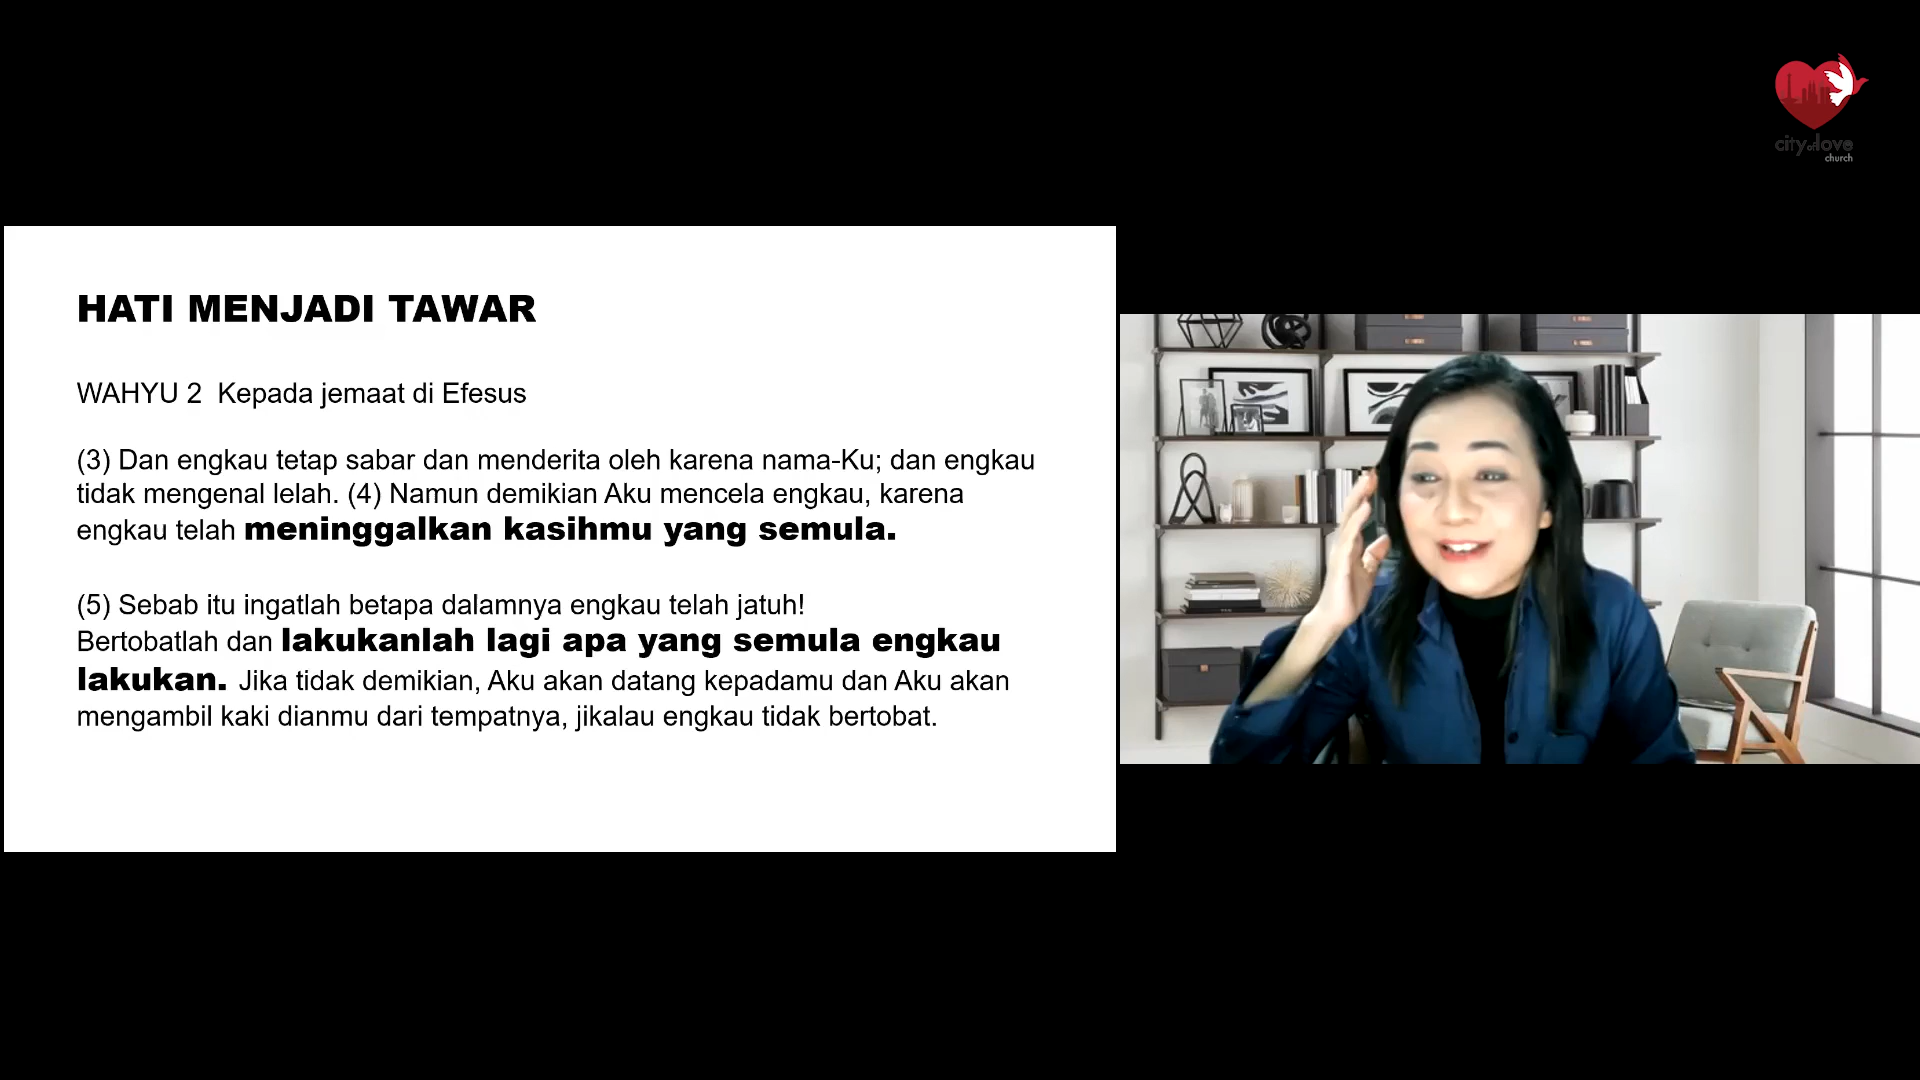 city of love
church
HATI MENJADI TAWAR
WAHYU 2  Kepada jemaat di Efesus
(3) Dan engkau tetap sabar dan menderita oleh karena nama-Ku; dan engkau
tidak mengenal lelah. (4) Namun demikian Aku mencela engkau, karena
engkau telah meninggalkan kasihmu yang semula.
(5) Sebab itu ingatlah betapa dalamnya engkau telah jatuh!
Bertobatlah dan lakukanlah lagi apa yang semula engkau
lakukan. Jika tidak demikian, Aku akan datang kepadamu dan Aku akan
mengambil kaki dianmu dari tempatnya, jikalau engkau tidak bertobat.